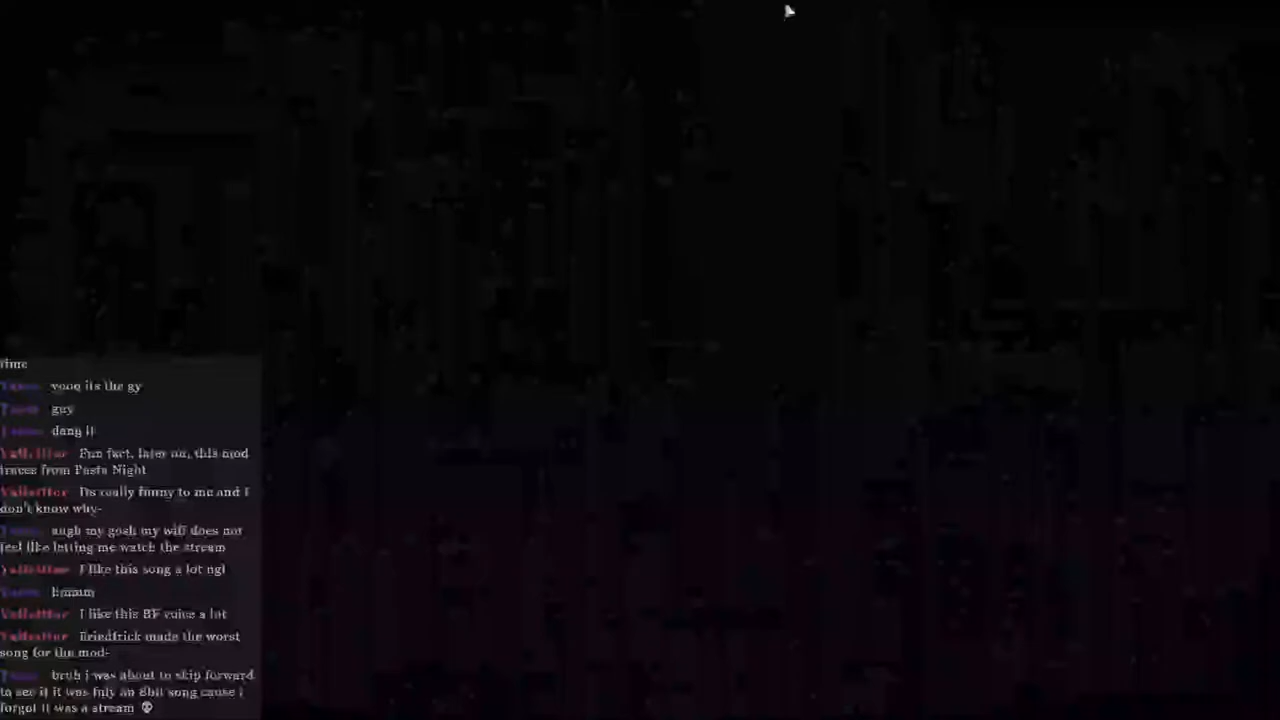 time
yooo its the gy
guy
dang it
Fun fact, later on, this mod
traces from Pasta Night
Its really funny to me and I
don't know why-
augh my gosh my wifi does not
feel like letting me watch the stream
I like this song a lot ngl
hmmm
I like this BF voice a lot
Friedfrick made the worst
song for the mod-
bruh i was about to skip forward
to see if it was fuly an 8bit song cause i
forgot it was a stream 💀